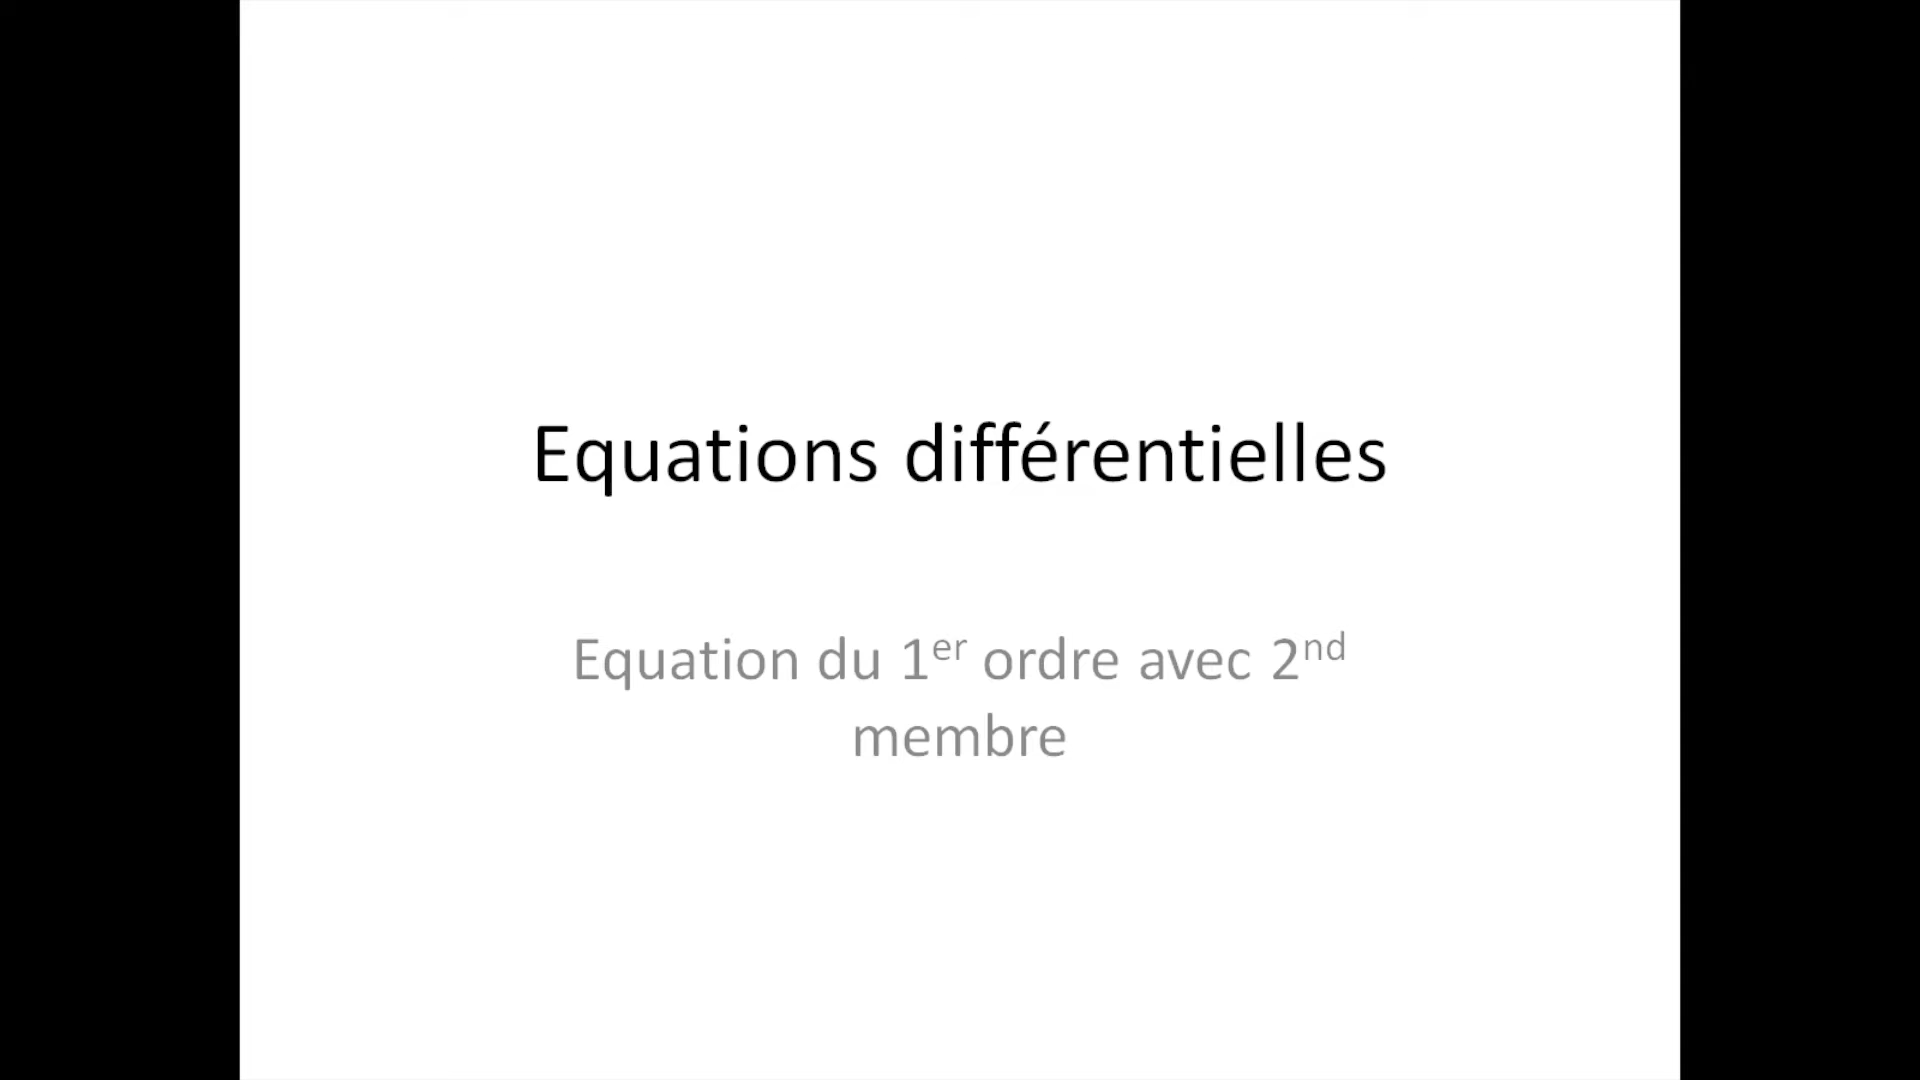 Equations différentielles
Equation du 1er ordre avec 2nd
membre